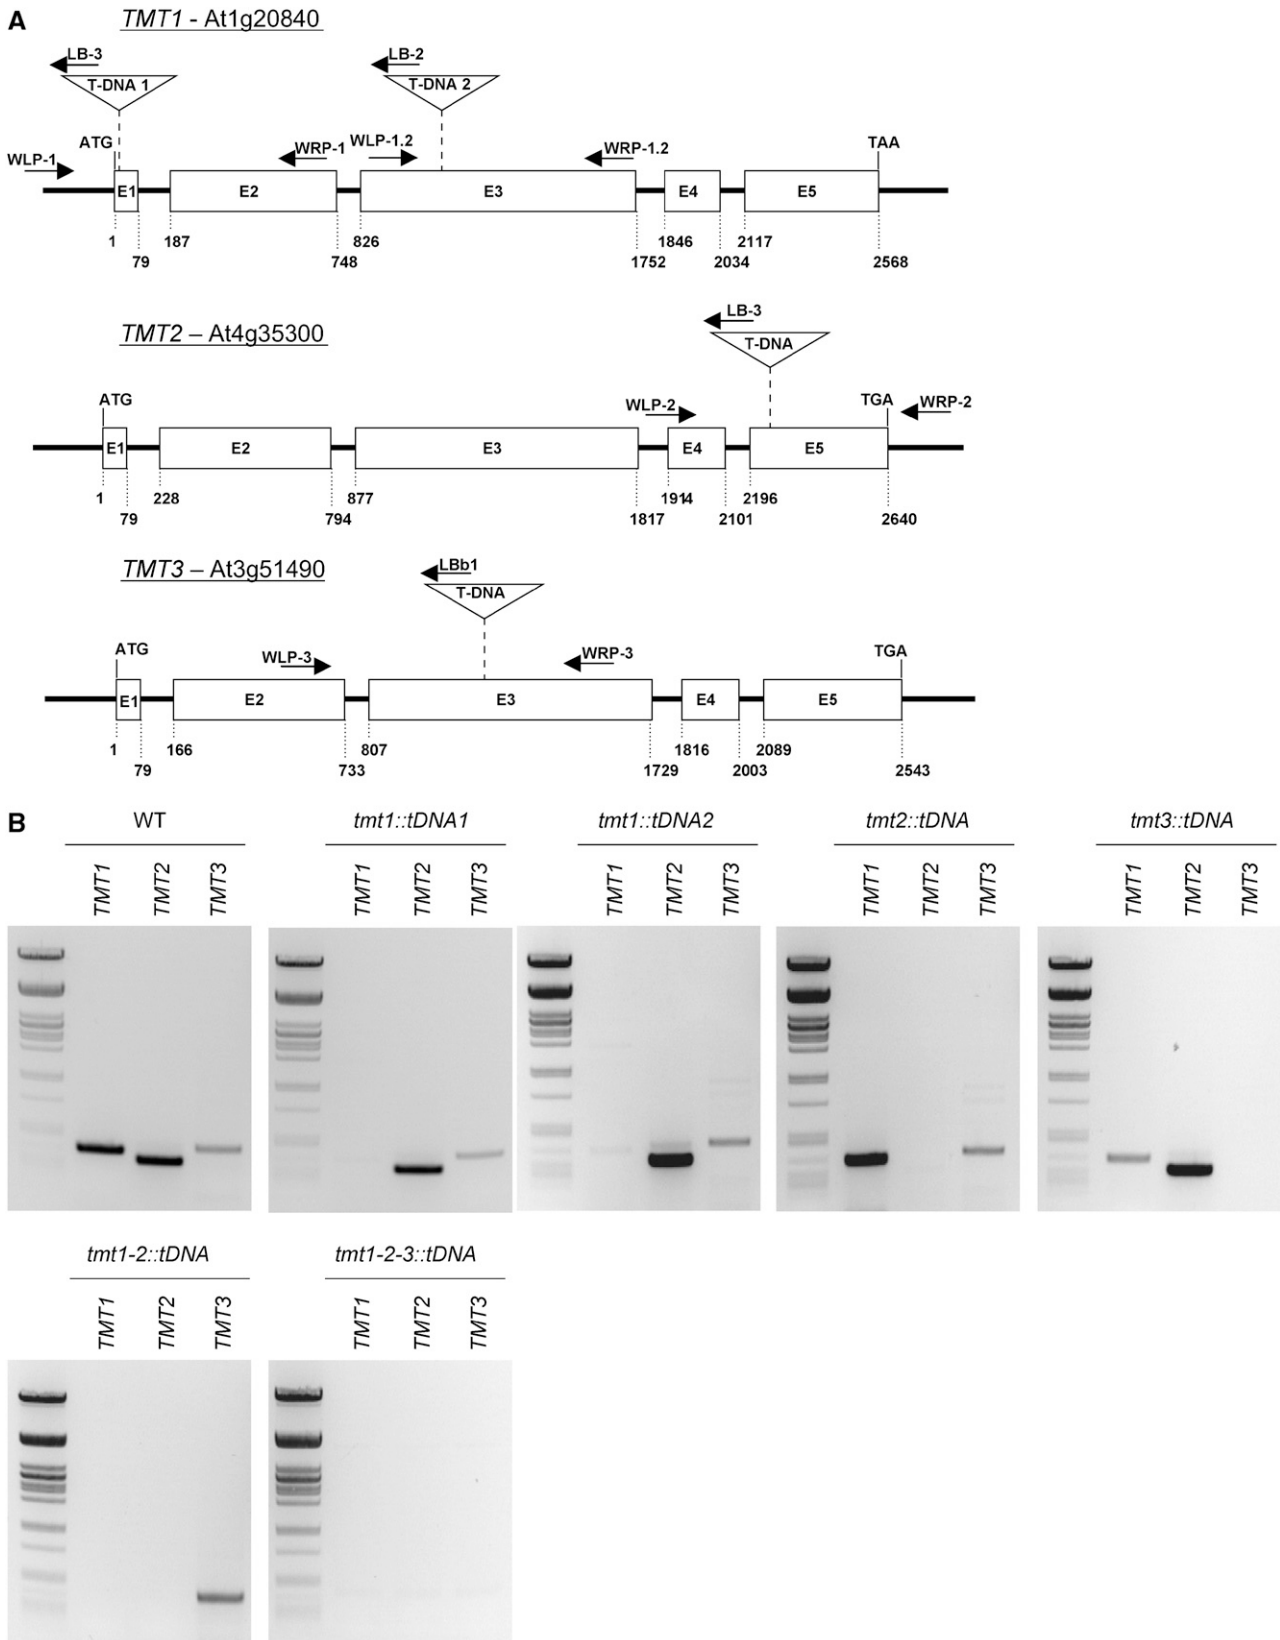 A
TMT1 - At1g20840
LB-3 LB-2
T-DNA 1 T-DNA 2
ATG WRP-1 WLP-1.2 WRP-1.2 TAA
WLP-1
E1 E2 E3 E4 E5
1 187 826 1846 2117
79 748 1752 2034 2568
TMT2 – At4g35300
LB-3
T-DNA
ATG WLP-2 TGA WRP-2
E1 E2 E3 E4 E5
1 228 877 1914 2196
79 794 1817 2101 2640
TMT3 – At3g51490
LBb1
T-DNA
ATG WLP-3 WRP-3 TGA
E1 E2 E3 E4 E5
1 166 807 1816 2089
79 733 1729 2003 2543
B
WT tmt1::tDNA1 tmt1::tDNA2 tmt2::tDNA tmt3::tDNA
TMT1 TMT2 TMT3 TMT1 TMT2 TMT3 TMT1 TMT2 TMT3 TMT1 TMT2 TMT3 TMT1 TMT2 TMT3
tmt1-2::tDNA tmt1-2-3::tDNA
TMT1 TMT2 TMT3 TMT1 TMT2 TMT3